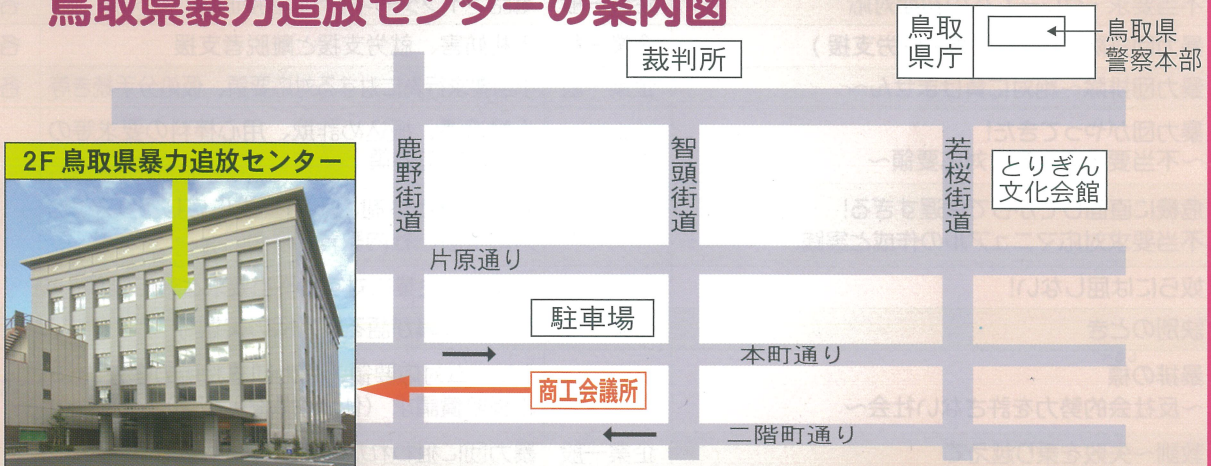 鳥取県暴力追放センターの案内図
鳥取
県庁
鳥取県
警察本部
裁判所
2F 鳥取県暴力追放センター
鹿野街道
智頭街道
若桜街道
とりぎん
文化会館
片原通り
駐車場
本町通り
商工会議所
二階町通り